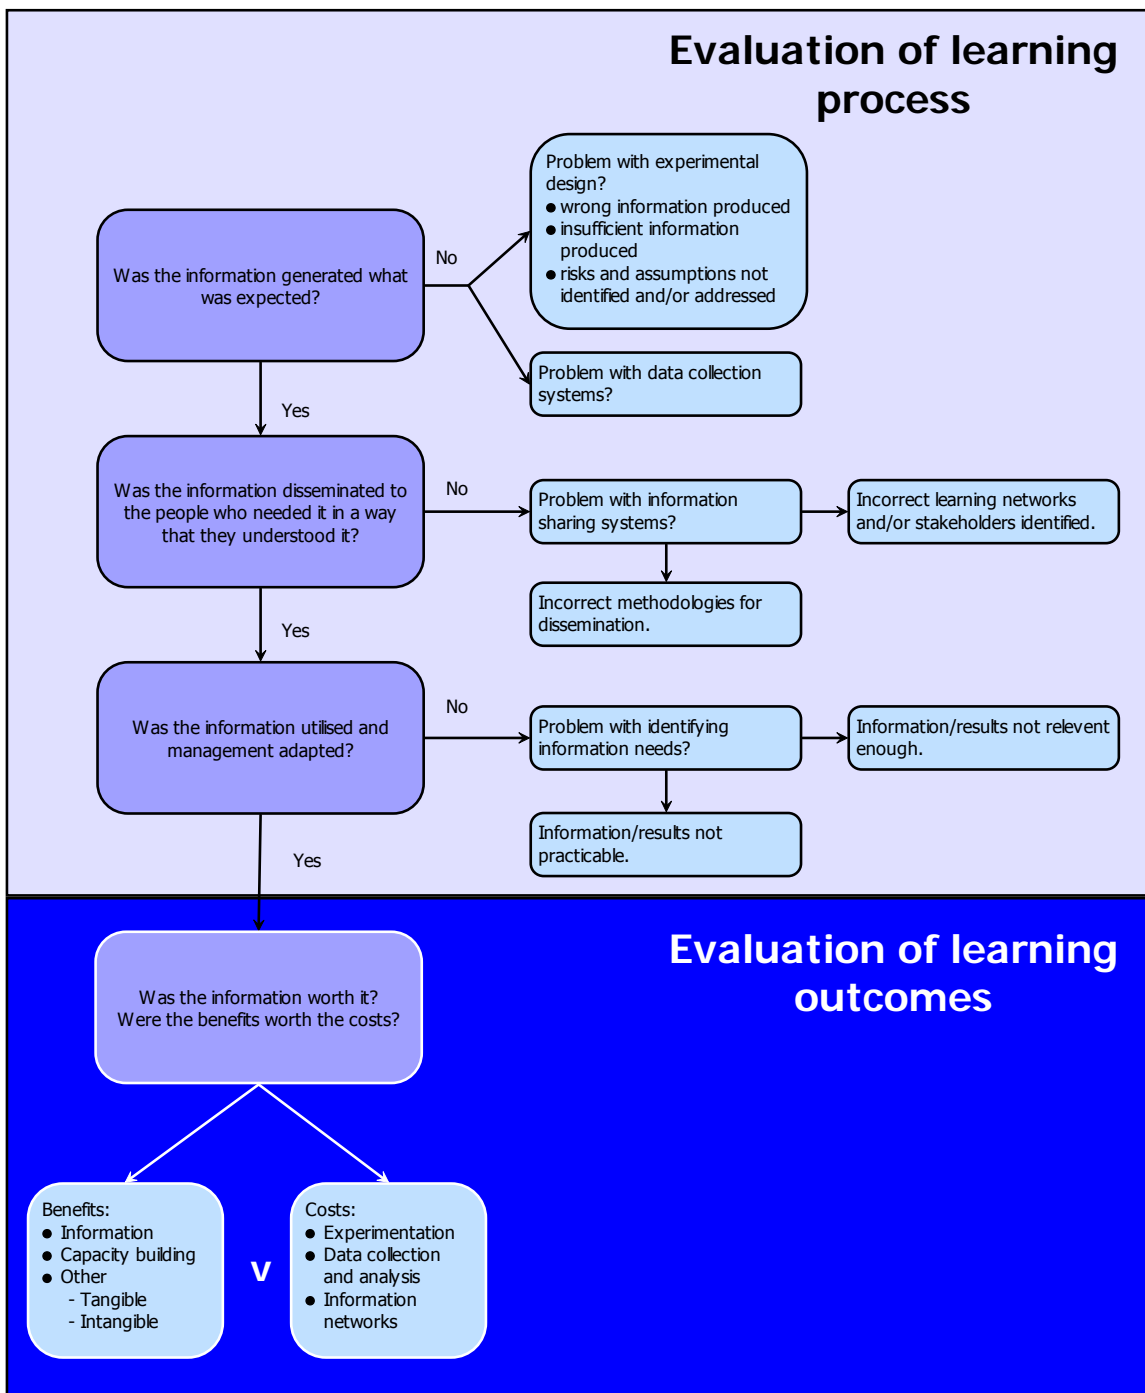 Evaluation of learning
process
Problem with experimental
design?
● wrong information produced
● insufficient information
produced
● risks and assumptions not
identified and/or addressed
Was the information generated what
was expected?
No
Problem with data collection
systems?
Yes
Was the information disseminated to
the people who needed it in a way
that they understood it?
No
Problem with information
sharing systems?
Incorrect learning networks
and/or stakeholders identified.
Incorrect methodologies for
dissemination.
Yes
Was the information utilised and
management adapted?
No
Problem with identifying
information needs?
Information/results not relevent
enough.
Information/results not
practicable.
Yes
Evaluation of learning
outcomes
Was the information worth it?
Were the benefits worth the costs?
Benefits:
● Information
● Capacity building
● Other
- Tangible
- Intangible
v
Costs:
● Experimentation
● Data collection
and analysis
● Information
networks